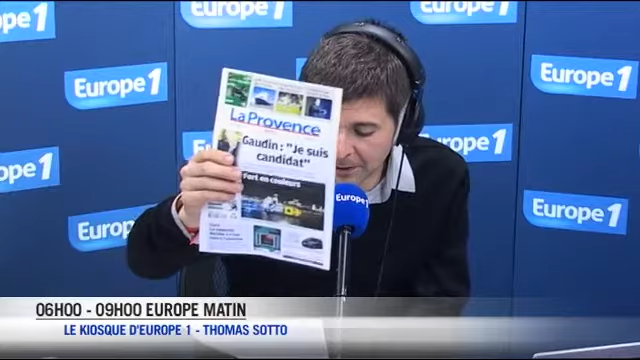 Europe 1
Europe 1
Europe 1
Europe 1
Europe 1
Europe 1
Europe 1
Europe 1
Europe 1
La Provence
Gaudin : "Je suis
candidat"
Fort en couleurs
Europe 1
06H00 - 09H00 EUROPE MATIN
LE KIOSQUE D'EUROPE 1 - THOMAS SOTTO